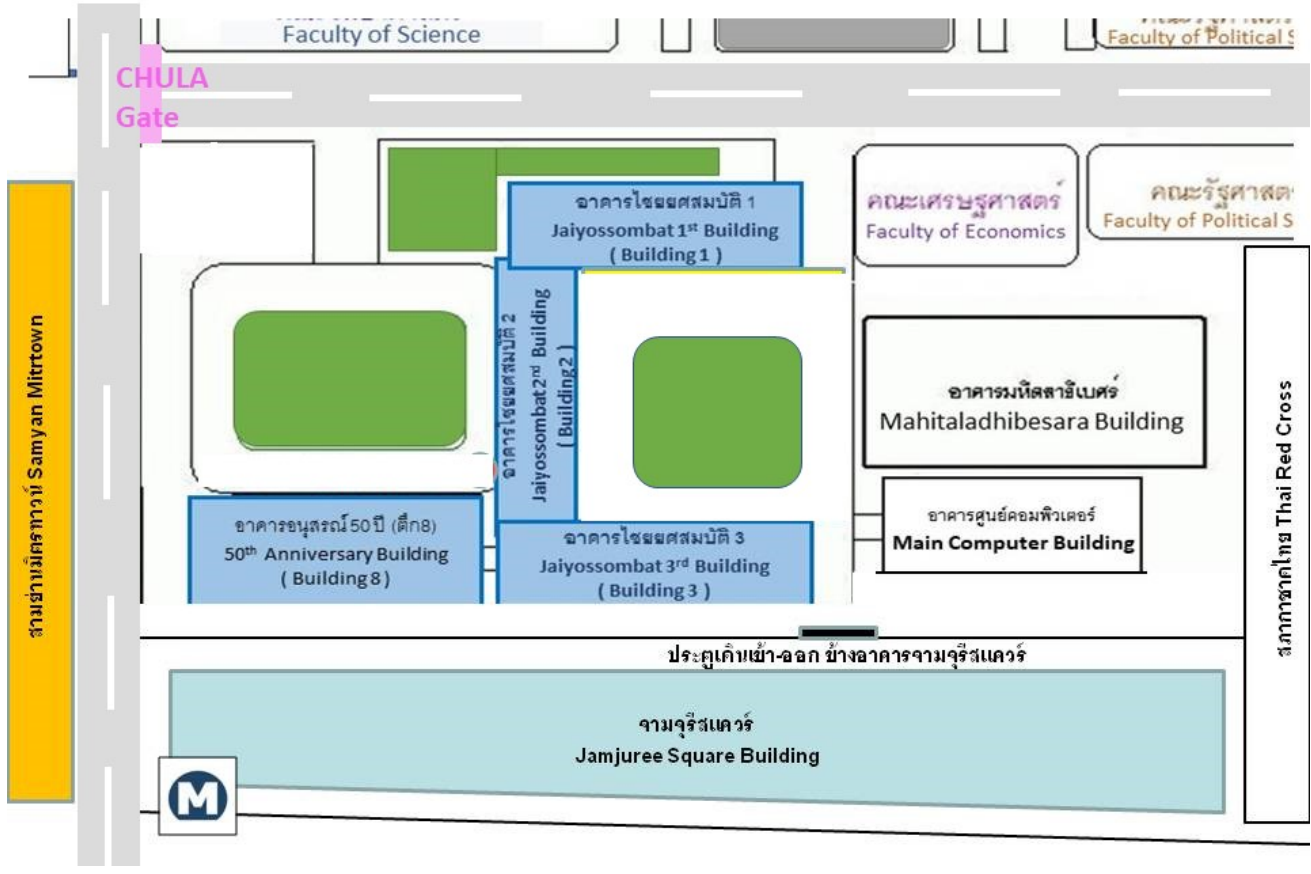 Faculty of Science
Faculty of Political S
CHULA
Gate
อาคารไชยยศสมบัติ 1
Jaiyossombat 1st Building
( Building 1 )
คณะเศรษฐศาสตร์
Faculty of Economics
คณะรัฐศาสต
Faculty of Political S
สามย่านมิตรทาวน์ Samyan Mitrtown
อาคารไชยยศสมบัติ 2
Jaiyossombat 2nd Building
( Building 2 )
อาคารมหิตลาธิเบศร์
Mahitaladhibesara Building
สภากาชาดไทย Thai Red Cross
อาคารอนุสรณ์ 50 ปี (ตึก8)
50th Anniversary Building
( Building 8 )
อาคารไชยยศสมบัติ 3
Jaiyossombat 3rd Building
( Building 3 )
อาคารศูนย์คอมพิวเตอร์
Main Computer Building
ประตูเดินเข้า-ออก ข้างอาคารจามจุรีสแควร์
จามจุรีสแควร์
Jamjuree Square Building
M